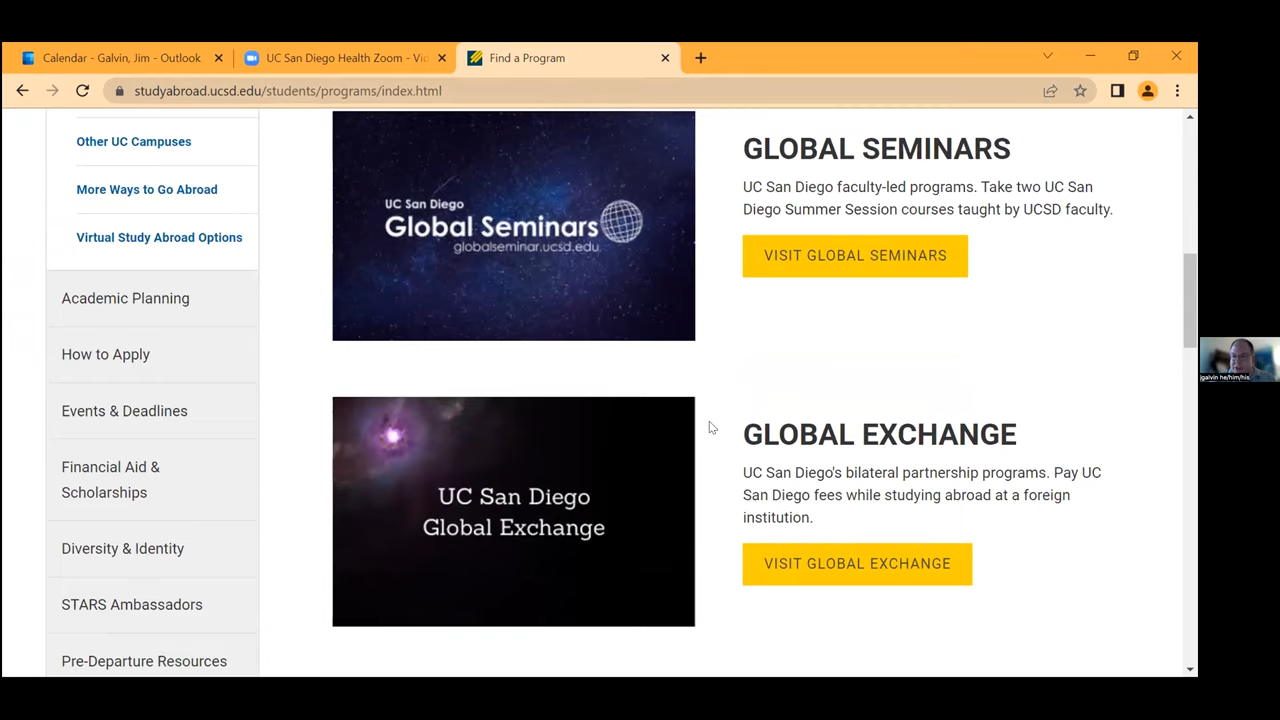 Calendar - Galvin, Jim - Outlook
UC San Diego Health Zoom - Vi
Find a Program
studyabroad.ucsd.edu/students/programs/index.html
Other UC Campuses
More Ways to Go Abroad
Virtual Study Abroad Options
Academic Planning
How to Apply
Events & Deadlines
Financial Aid &
Scholarships
Diversity & Identity
STARS Ambassadors
Pre-Departure Resources
UC San Diego
Global Seminars
globalseminar.ucsd.edu
GLOBAL SEMINARS
UC San Diego faculty-led programs. Take two UC San
Diego Summer Session courses taught by UCSD faculty.
VISIT GLOBAL SEMINARS
UC San Diego
Global Exchange
GLOBAL EXCHANGE
UC San Diego's bilateral partnership programs. Pay UC
San Diego fees while studying abroad at a foreign
institution.
VISIT GLOBAL EXCHANGE
jgalvin he/him/his